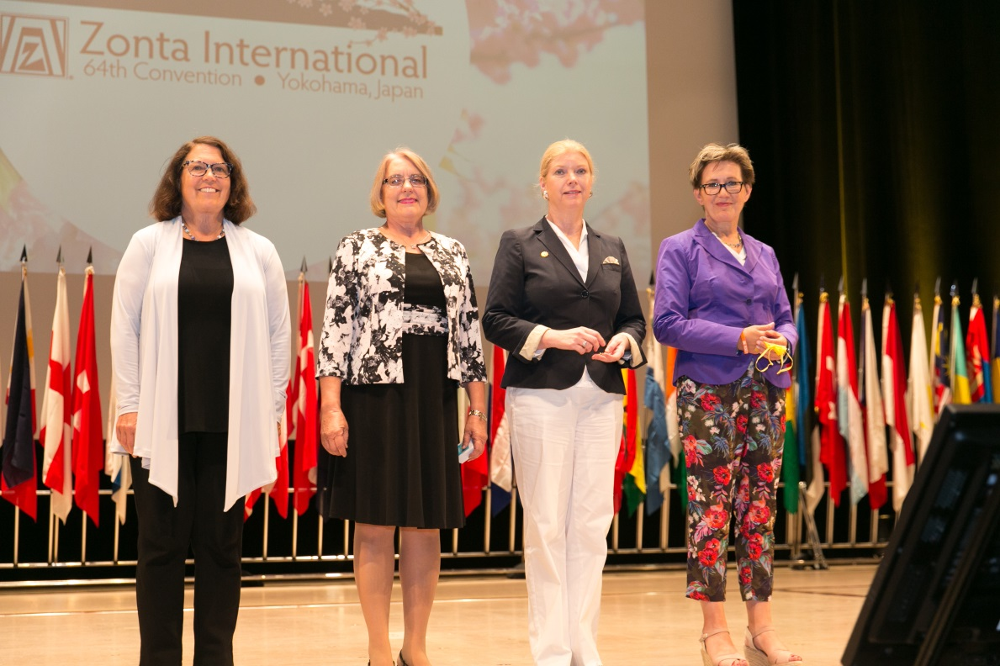 Zonta International
64th Convention • Yokohama, Japan